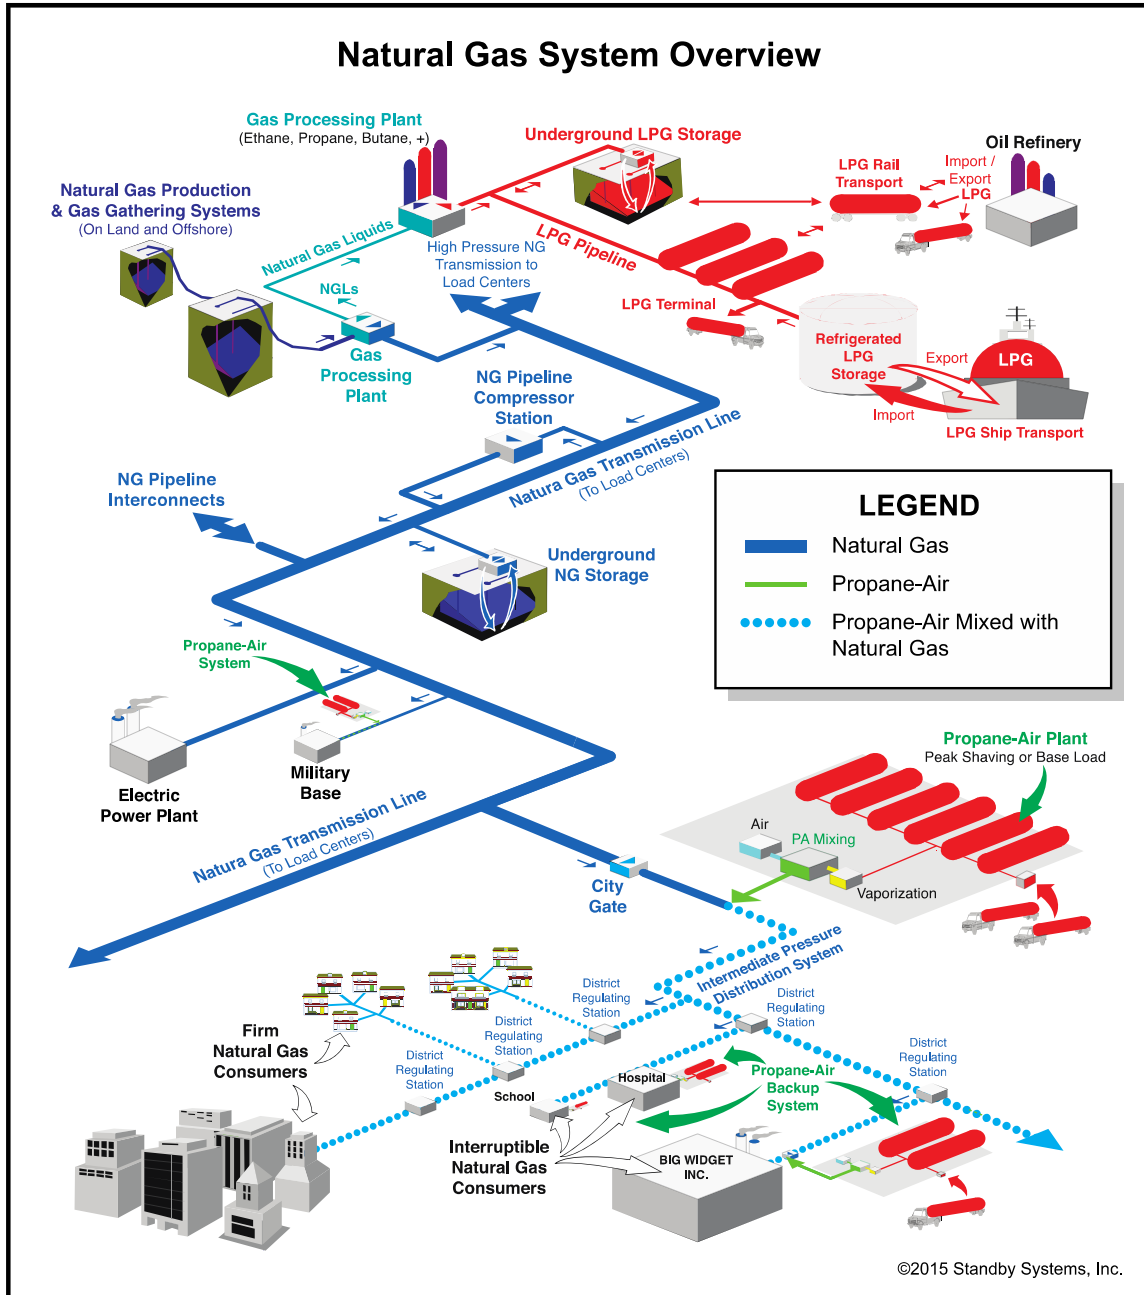 Natural Gas System Overview
Gas Processing Plant
(Ethane, Propane, Butane, +)
Underground LPG Storage
Oil Refinery
LPG Rail
Transport
Import /
Export
LPG
Natural Gas Production
& Gas Gathering Systems
(On Land and Offshore)
Natural Gas Liquids
High Pressure NG
Transmission to
Load Centers
LPG Pipeline
NGLs
LPG Terminal
Gas
Processing
Plant
Refrigerated
LPG
Storage
Export
LPG
Import
LPG Ship Transport
NG Pipeline
Compressor
Station
Natura Gas Transmission Line
(To Load Centers)
NG Pipeline
Interconnects
Underground
NG Storage
LEGEND
Natural Gas
Propane-Air
Propane-Air Mixed with
Natural Gas
Propane-Air
System
Electric
Power Plant
Military
Base
Propane-Air Plant
Peak Shaving or Base Load
Air
PA Mixing
Vaporization
Natura Gas Transmission Line
(To Load Centers)
City
Gate
Intermediate Pressure
Distribution System
District
Regulating
Station
District
Regulating
Station
District
Regulating
Station
District
Regulating
Station
District
Regulating
Station
Firm
Natural Gas
Consumers
School
Hospital
Propane-Air
Backup
System
Interruptible
Natural Gas
Consumers
BIG WIDGET
INC.
©2015 Standby Systems, Inc.